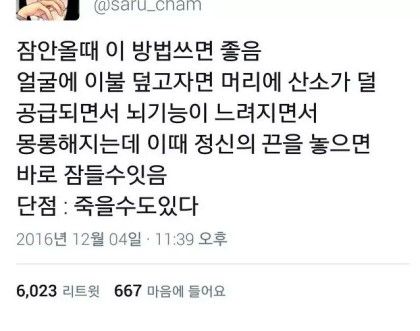 @saru_cham
잠안올때 이 방법쓰면 좋음
얼굴에 이불 덮고자면 머리에 산소가 덜
공급되면서 뇌기능이 느려지면서
몽롱해지는데 이때 정신의 끈을 놓으면
바로 잠들수잇음
단점 : 죽을수도있다
2016년 12월 04일 · 11:39 오후
6,023 리트윗 667 마음에 들어요